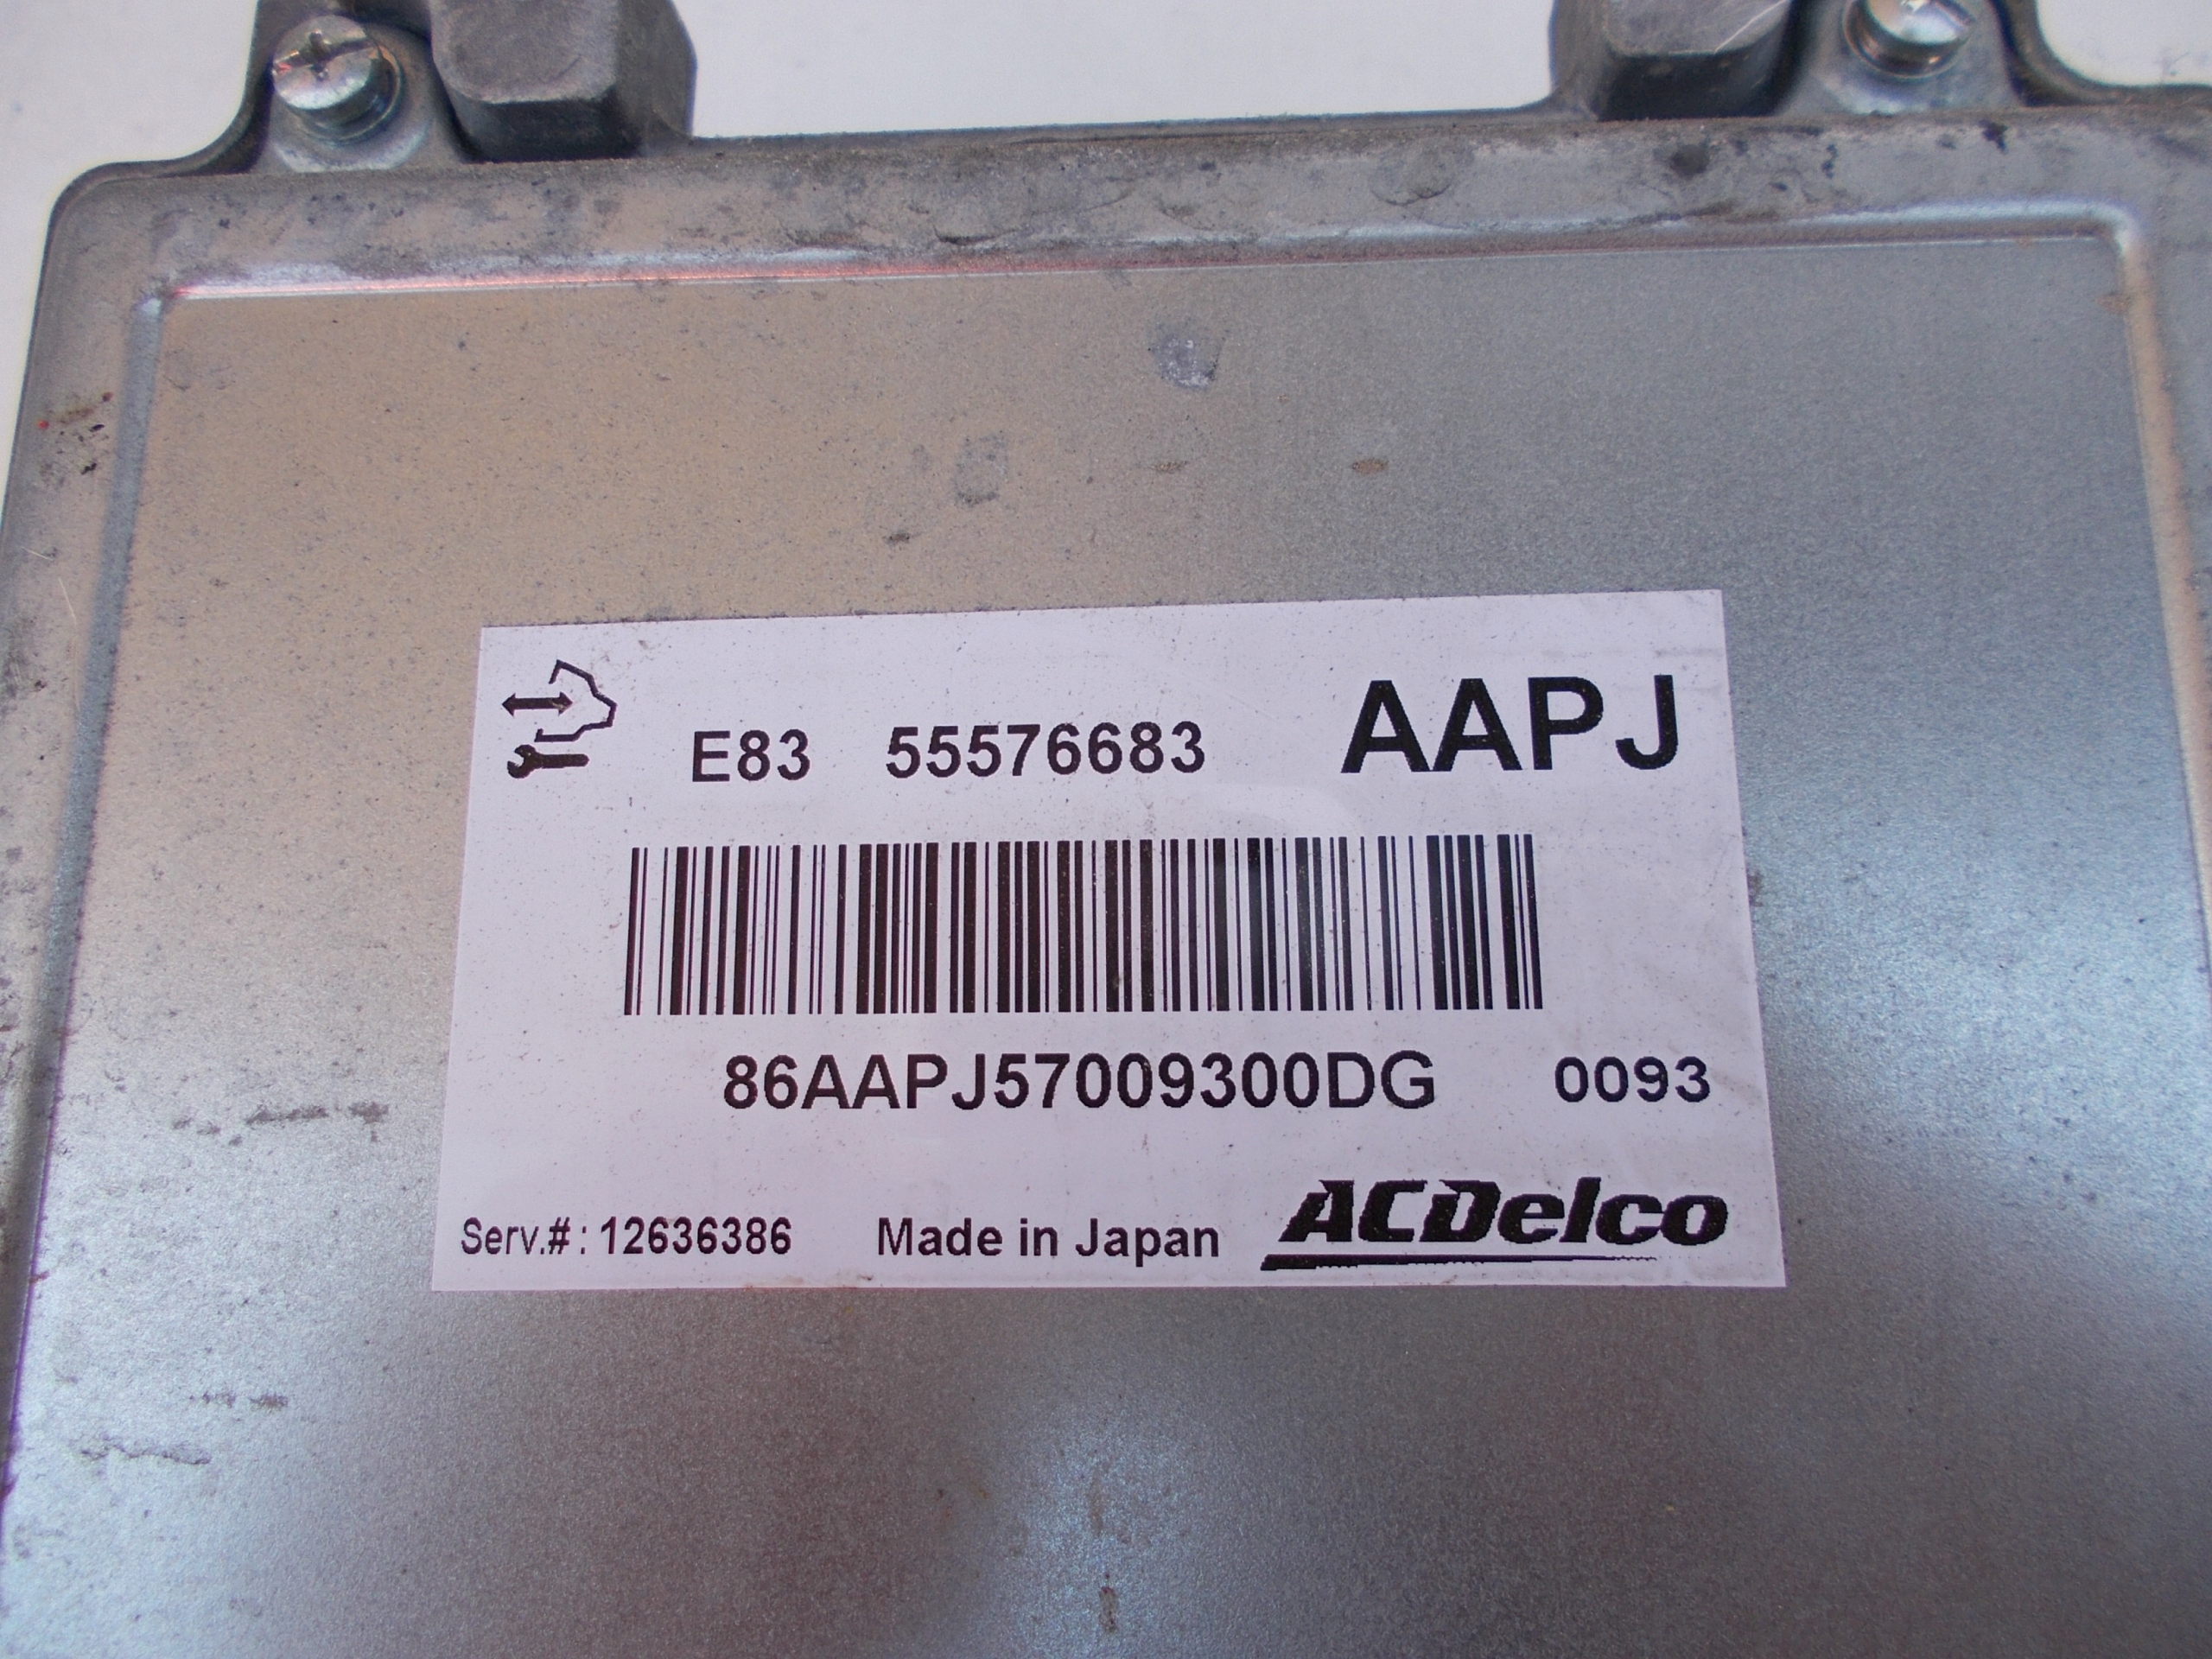 E83 55576683 AAPJ
86AAPJ57009300DG 0093
Serv.#: 12636386 Made in Japan ACDelco